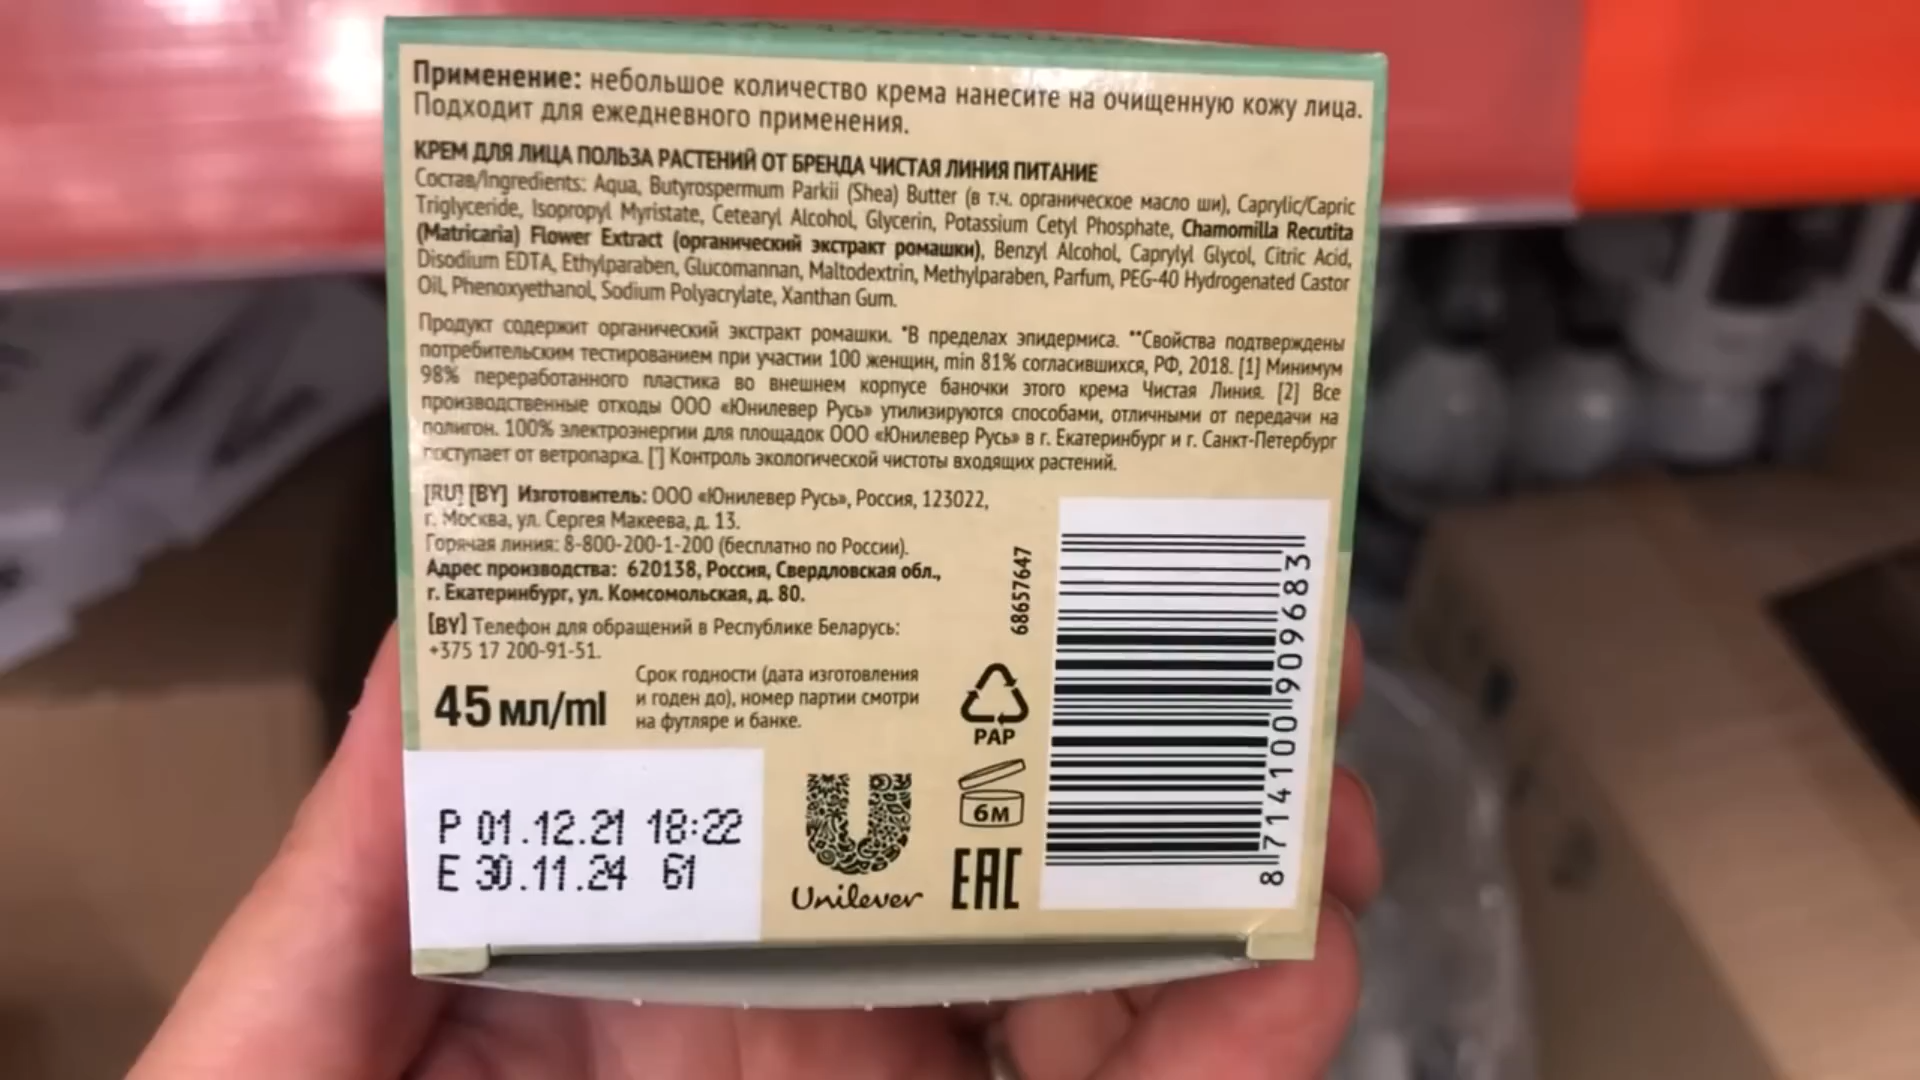 Применение: небольшое количество крема нанесите на очищенную кожу лица.
Подходит для ежедневного применения.
КРЕМ ДЛЯ ЛИЦА ПОЛЬЗА РАСТЕНИЙ ОТ БРЕНДА ЧИСТАЯ ЛИНИЯ ПИТАНИЕ
Состав/Ingredients: Aqua, Butyrospermum Parkii (Shea) Butter (в т.ч. органическое масло ши), Caprylic/Capric
Triglyceride, Isopropyl Myristate, Cetearyl Alcohol, Glycerin, Potassium Cetyl Phosphate, Chamomilla Recutita
(Matricaria) Flower Extract (органический экстракт ромашки), Benzyl Alcohol, Caprylyl Glycol, Citric Acid,
Disodium EDTA, Ethylparaben, Glucomannan, Maltodextrin, Methylparaben, Parfum, PEG-40 Hydrogenated Castor
Oil, Phenoxyethanol, Sodium Polyacrylate, Xanthan Gum.
Продукт содержит органический экстракт ромашки. *В пределах эпидермиса. **Свойства подтверждены
потребительским тестированием при участии 100 женщин, min 81% согласившихся, РФ, 2018. [1] Минимум
98% переработанного пластика во внешнем корпусе баночки этого крема Чистая Линия. [2] Все
производственные отходы ООО «Юнилевер Русь» утилизируются способами, отличными от передачи на
полигон. 100% электроэнергии для площадок ООО «Юнилевер Русь» в г. Екатеринбург и г. Санкт-Петербург
поступает от ветропарка. [*] Контроль экологической чистоты входящих растений.
[RU] [BY] Изготовитель: ООО «Юнилевер Русь», Россия, 123022,
г. Москва, ул. Сергея Макеева, д. 13.
Горячая линия: 8-800-200-1-200 (бесплатно по России).
Адрес производства: 620138, Россия, Свердловская обл.,
г. Екатеринбург, ул. Комсомольская, д. 80.
[BY] Телефон для обращений в Республике Беларусь:
+375 17 200-91-51.
45 мл/ml
Срок годности (дата изготовления
и годен до), номер партии смотри
на футляре и банке.
68657647
PAP
6M
EAC
Unilever
P 01.12.21 18:22
E 30.11.24 61
8 714100 909683